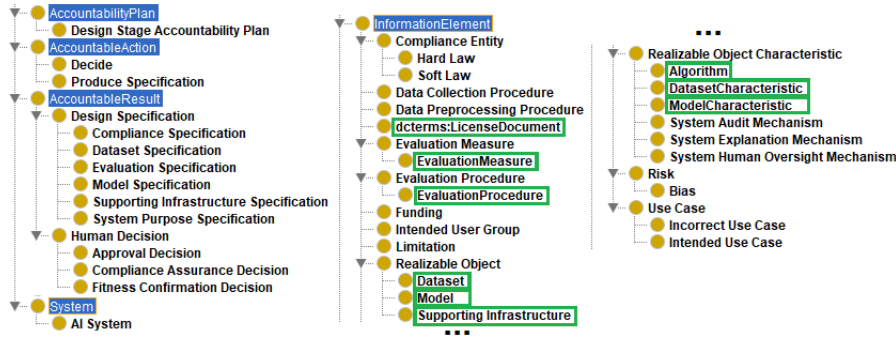 AccountabilityPlan
Design Stage Accountability Plan
AccountableAction
Decide
Produce Specification
AccountableResult
Design Specification
Compliance Specification
Dataset Specification
Evaluation Specification
Model Specification
Supporting Infrastructure Specification
System Purpose Specification
Human Decision
Approval Decision
Compliance Assurance Decision
Fitness Confirmation Decision
System
AI System
InformationElement
Compliance Entity
Hard Law
Soft Law
Data Collection Procedure
Data Preprocessing Procedure
dcterms:LicenseDocument
Evaluation Measure
EvaluationMeasure
Evaluation Procedure
EvaluationProcedure
Funding
Intended User Group
Limitation
Realizable Object
Dataset
Model
Supporting Infrastructure
...
...
Realizable Object Characteristic
Algorithm
DatasetCharacteristic
ModelCharacteristic
System Audit Mechanism
System Explanation Mechanism
System Human Oversight Mechanism
Risk
Bias
Use Case
Incorrect Use Case
Intended Use Case